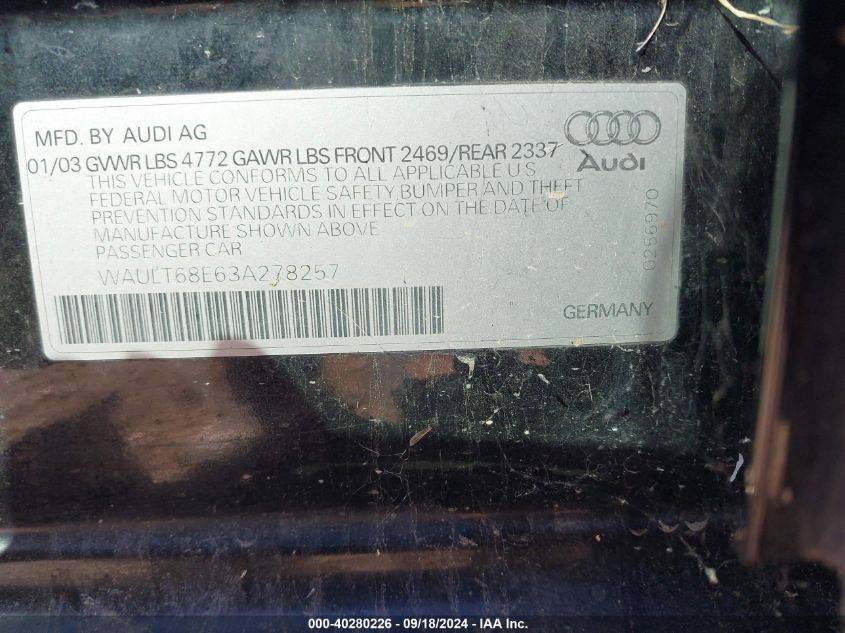 MFD. BY AUDI AG
01/03 GVWR LBS 4772 GAWR LBS FRONT 2469/REAR 2337
THIS VEHICLE CONFORMS TO ALL APPLICABLE U S
FEDERAL MOTOR VEHICLE SAFETY BUMPER AND THEFT
PREVENTION STANDARDS IN EFFECT ON THE DATE OF
MANUFACTURE SHOWN ABOVE
PASSENGER CAR
WAULT68E63A278257
Audi
0256970
GERMANY
000-40280226 - 09/18/2024 - IAA Inc.